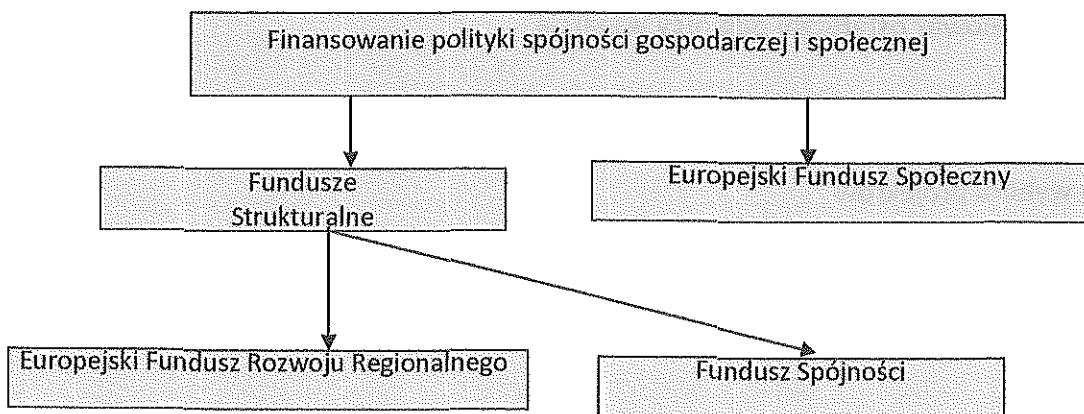 Finansowanie polityki spójności gospodarczej i społecznej
Fundusze
Strukturalne
Europejski Fundusz Społeczny
Europejski Fundusz Rozwoju Regionalnego
Fundusz Spójności